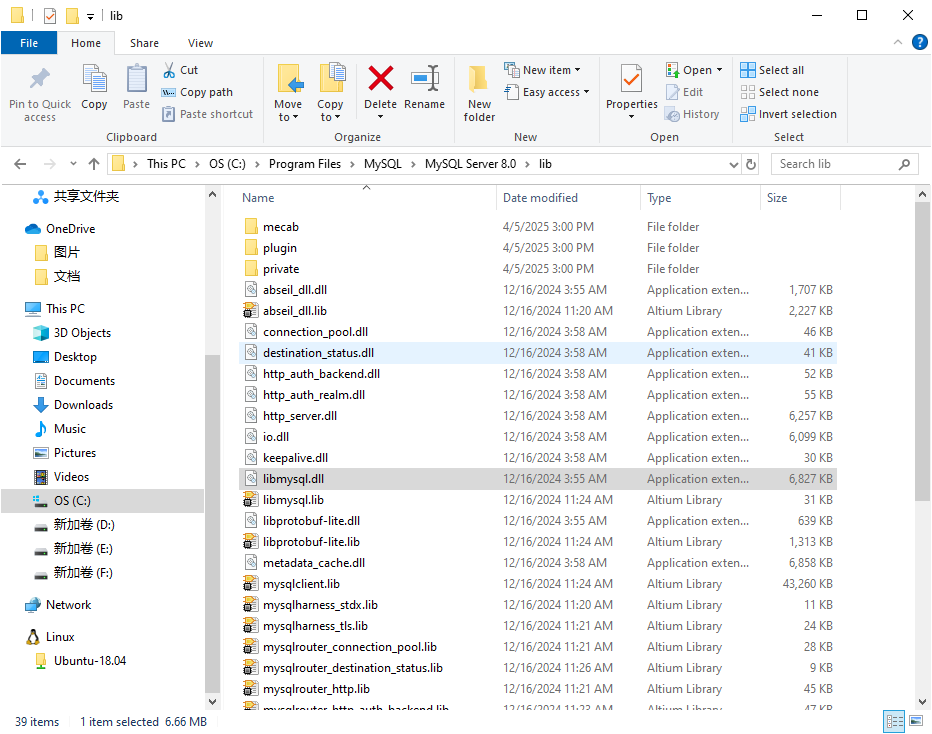 lib
File Home Share View
Pin to Quick access
Copy
Paste
Cut
Copy path
Paste shortcut
Clipboard
Move to
Copy to
Delete
Rename
Organize
New folder
New item
Easy access
New
Properties
Open
Edit
History
Open
Select all
Select none
Invert selection
Select
This PC OS (C:) Program Files MySQL MySQL Server 8.0 lib
Search lib
共享文件夹
OneDrive
图片
文档
This PC
3D Objects
Desktop
Documents
Downloads
Music
Pictures
Videos
OS (C:)
新加卷 (D:)
新加卷 (E:)
新加卷 (F:)
Network
Linux
Ubuntu-18.04
Name Date modified Type Size
mecab 4/5/2025 3:00 PM File folder
plugin 4/5/2025 3:00 PM File folder
private 4/5/2025 3:00 PM File folder
abseil_dll.dll 12/16/2024 3:55 AM Application exten... 1,707 KB
abseil_dll.lib 12/16/2024 11:20 AM Altium Library 2,227 KB
connection_pool.dll 12/16/2024 3:58 AM Application exten... 46 KB
destination_status.dll 12/16/2024 3:58 AM Application exten... 41 KB
http_auth_backend.dll 12/16/2024 3:58 AM Application exten... 52 KB
http_auth_realm.dll 12/16/2024 3:58 AM Application exten... 55 KB
http_server.dll 12/16/2024 3:58 AM Application exten... 6,257 KB
io.dll 12/16/2024 3:58 AM Application exten... 6,099 KB
keepalive.dll 12/16/2024 3:58 AM Application exten... 30 KB
libmysql.dll 12/16/2024 3:55 AM Application exten... 6,827 KB
libmysql.lib 12/16/2024 11:24 AM Altium Library 31 KB
libprotobuf-lite.dll 12/16/2024 3:55 AM Application exten... 639 KB
libprotobuf-lite.lib 12/16/2024 11:24 AM Altium Library 1,313 KB
metadata_cache.dll 12/16/2024 3:58 AM Application exten... 6,858 KB
mysqlclient.lib 12/16/2024 11:24 AM Altium Library 43,260 KB
mysqlharness_stdx.lib 12/16/2024 11:20 AM Altium Library 11 KB
mysqlharness_tls.lib 12/16/2024 11:21 AM Altium Library 24 KB
mysqlrouter_connection_pool.lib 12/16/2024 11:21 AM Altium Library 28 KB
mysqlrouter_destination_status.lib 12/16/2024 11:26 AM Altium Library 9 KB
mysqlrouter_http.lib 12/16/2024 11:21 AM Altium Library 45 KB
mysqlrouter_http_auth_backend.lib 12/16/2024 11:23 AM Altium Library 47 KB
39 items 1 item selected 6.66 MB